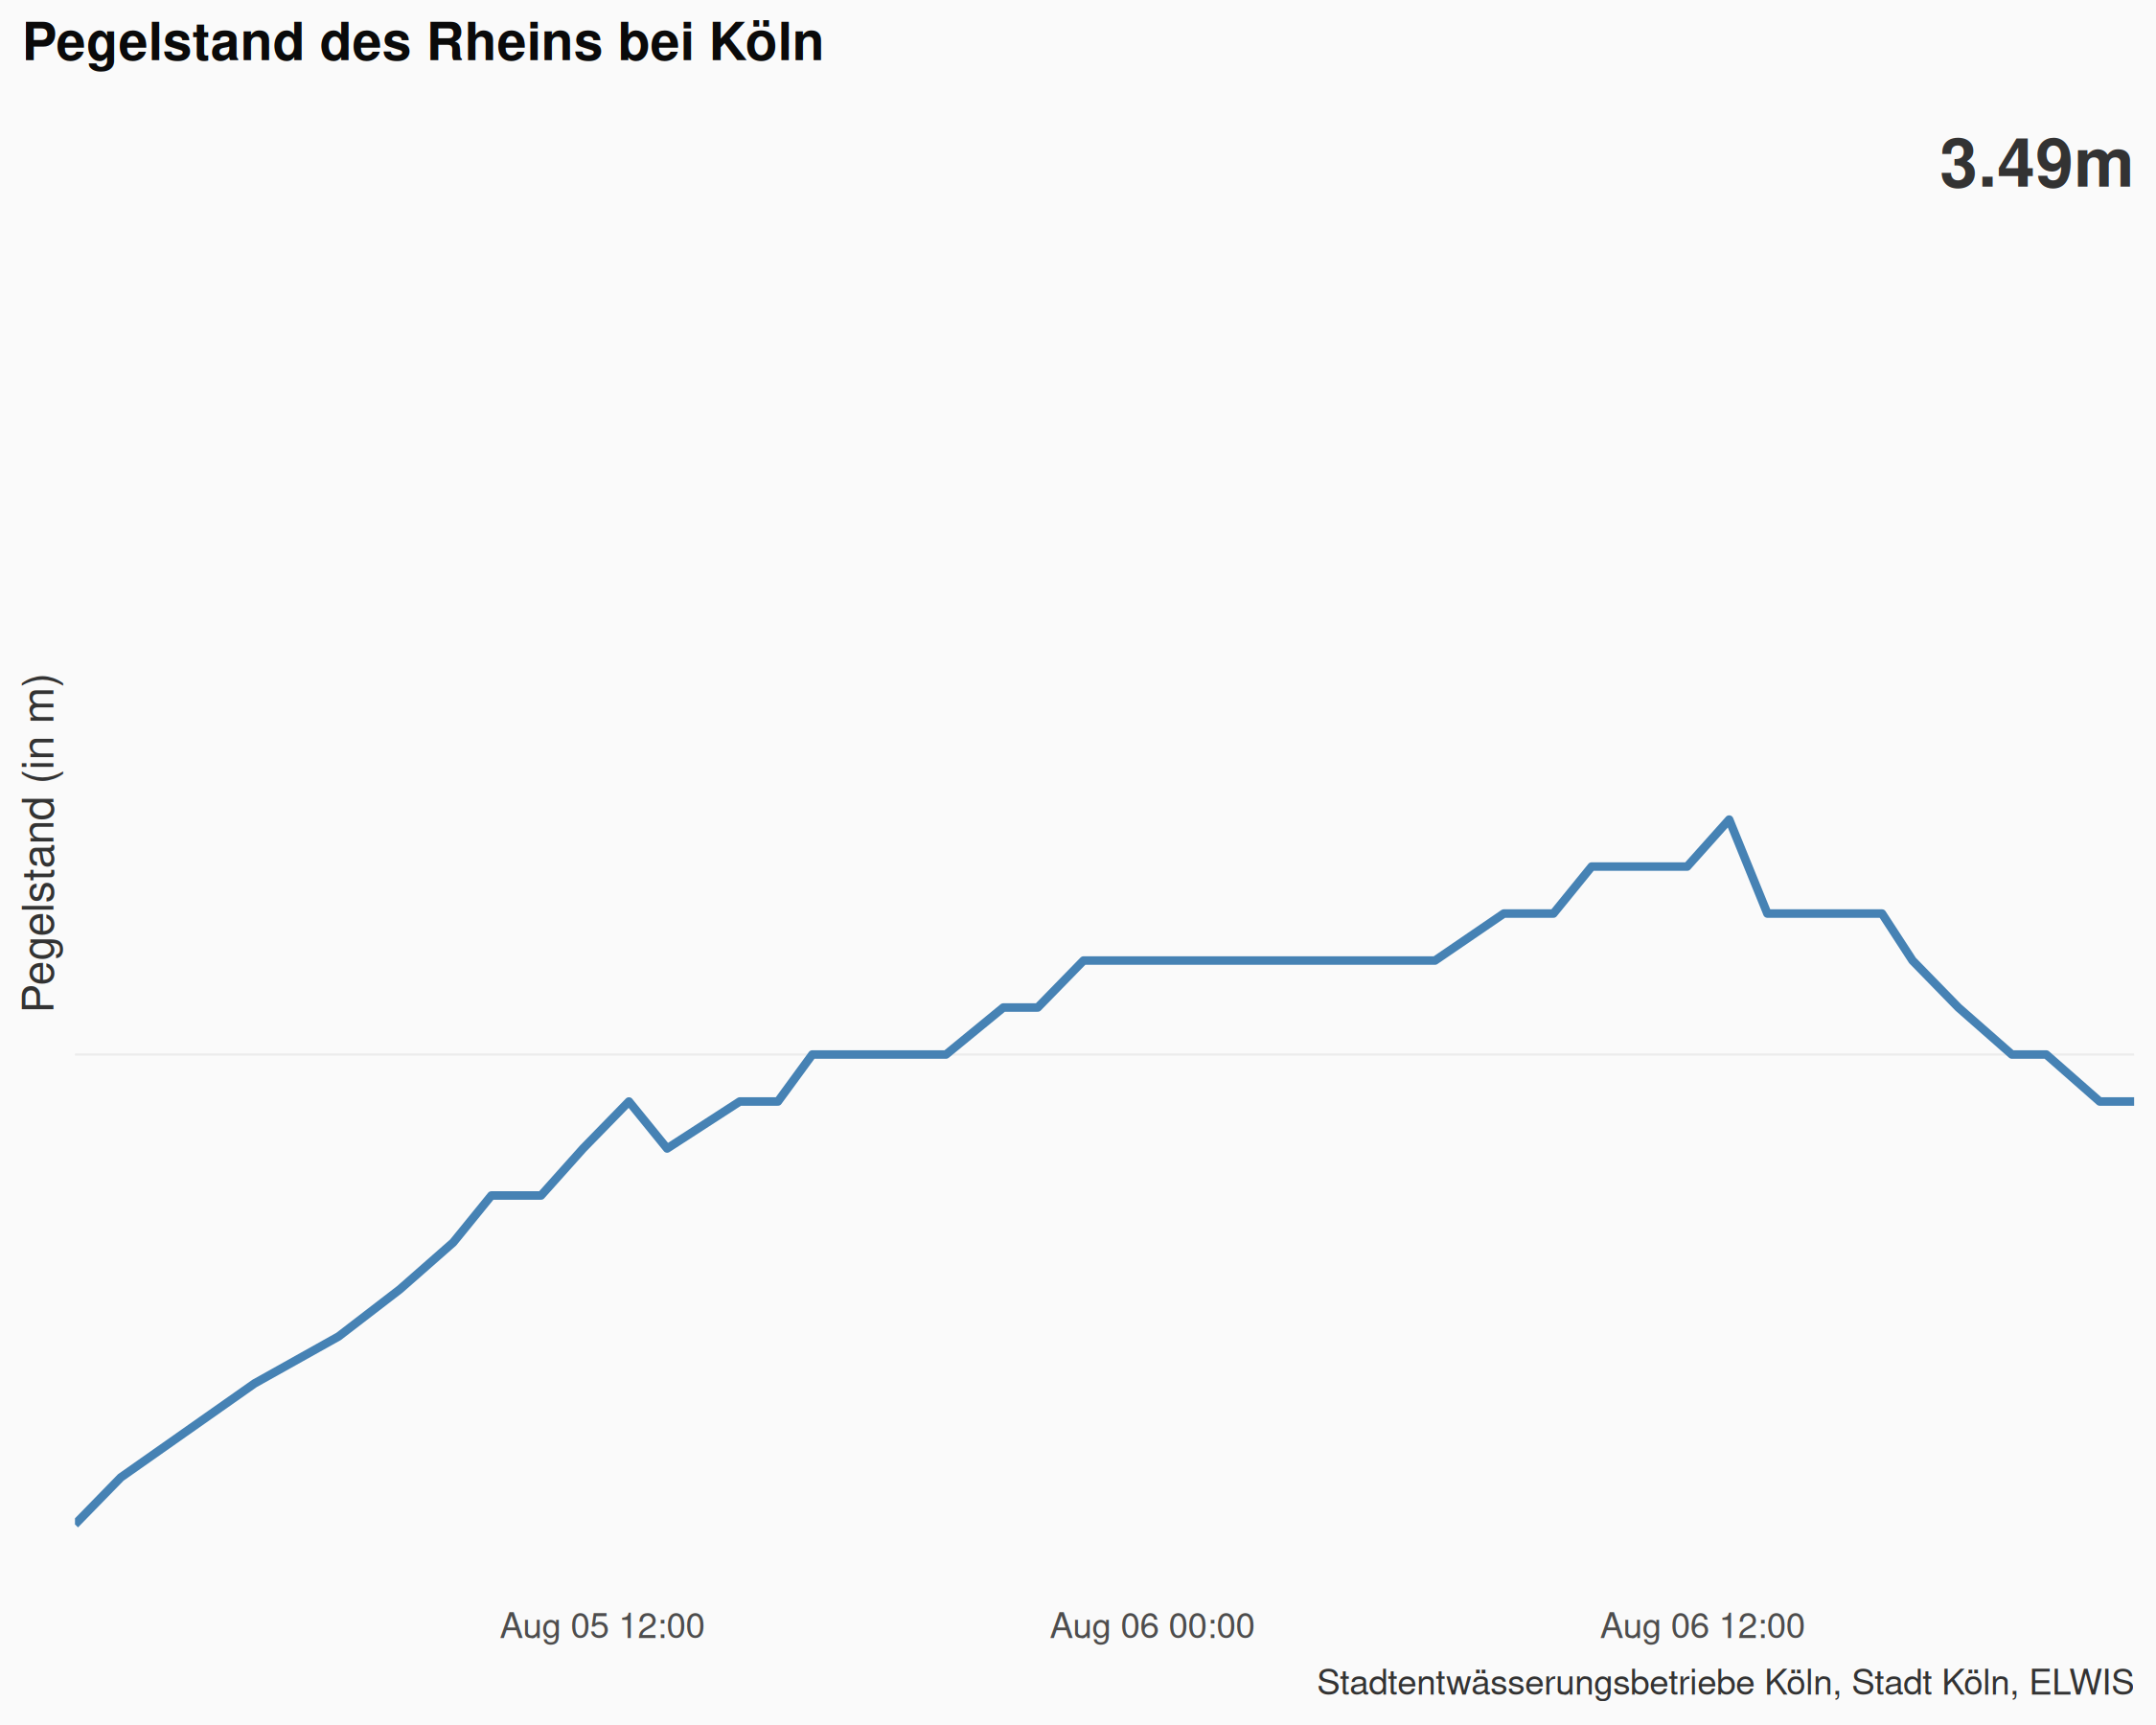 Pegelstand des Rheins bei Köln
3.49m
Pegelstand (in m)
Aug 05 12:00
Aug 06 00:00
Aug 06 12:00
Stadtentwässerungsbetriebe Köln, Stadt Köln, ELWIS